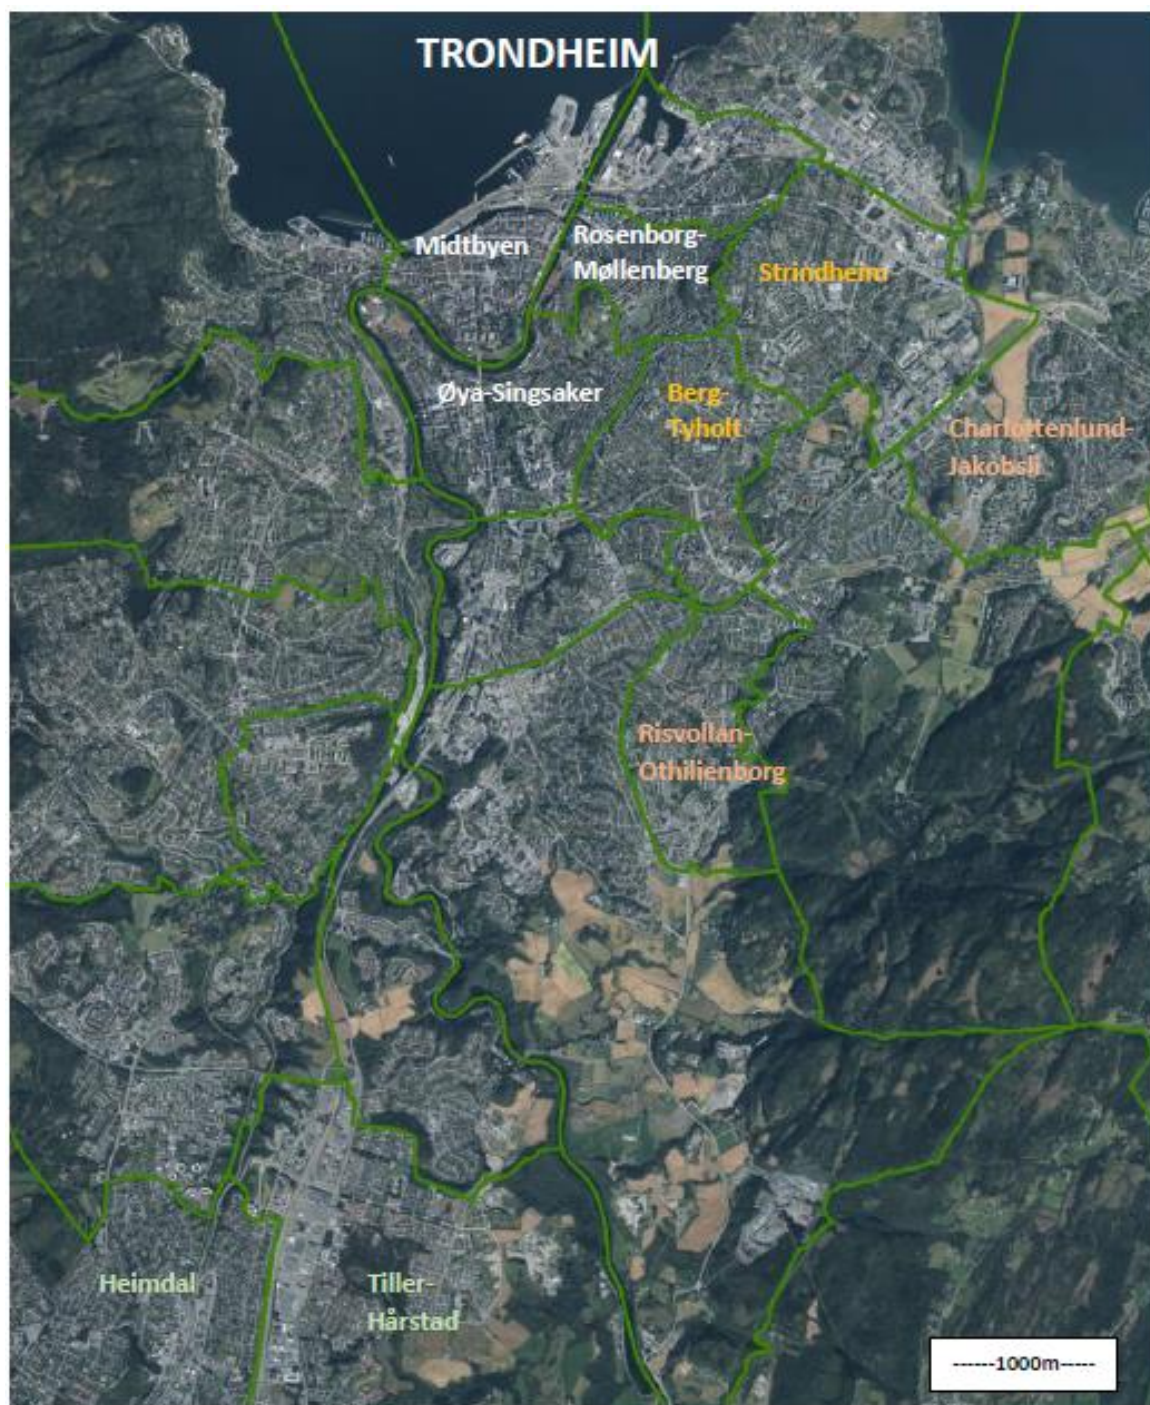 TRONDHEIM
Midtbyen
Rosenborg-
Møllenberg
Strindheim
Øya-Singsaker
Berg-
Tyholt
Charlottenlund-
Jakobsli
Risvollan-
Othilienborg
Heimdal
Tiller-
Hårstad
------1000m-----